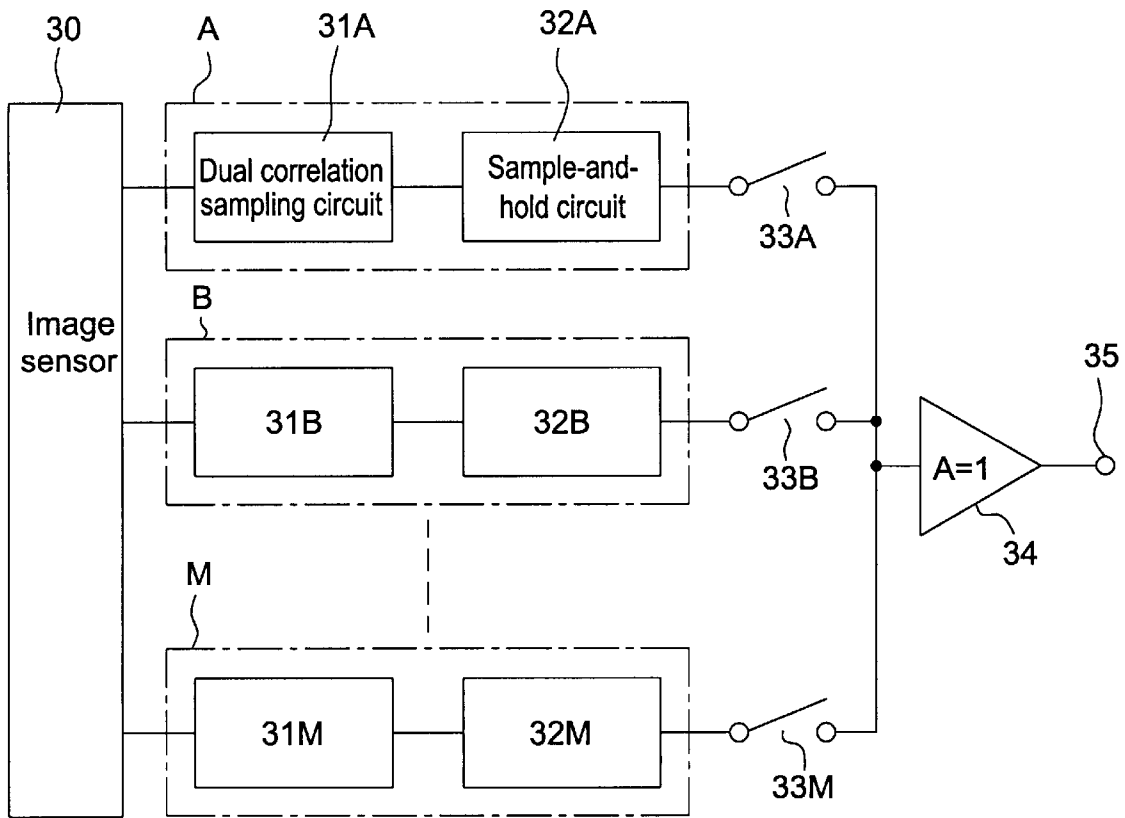 30
A
31A
32A
Dual correlation
sampling circuit
Sample-and-
hold circuit
33A
Image
sensor
B
31B
32B
33B
A=1
34
35
M
31M
32M
33M